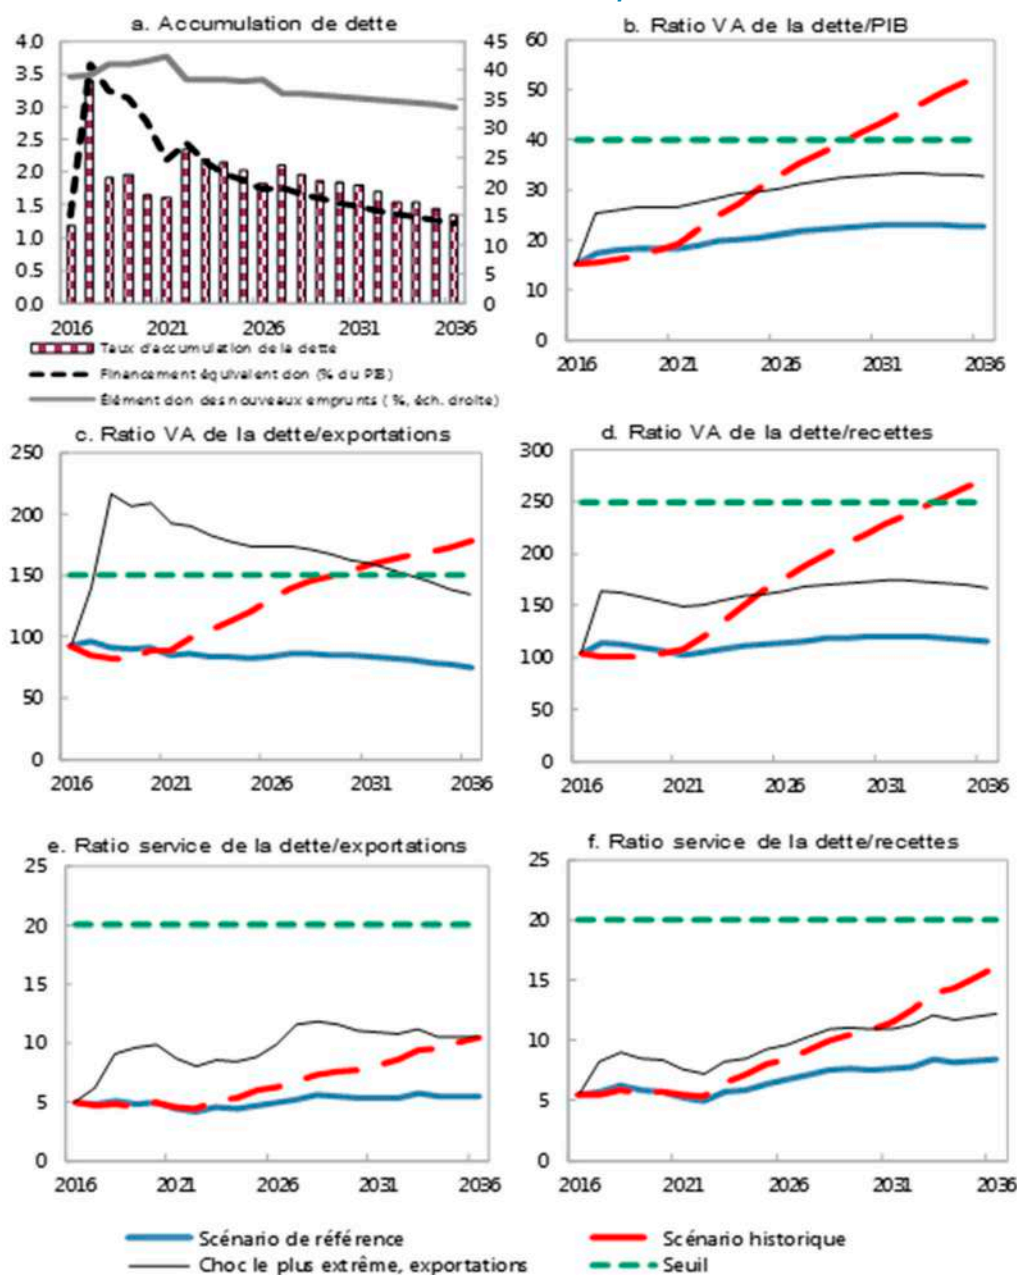 a. Accumulation de dette
4.0
3.5
3.0
2.5
2.0
1.5
1.0
0.5
0.0
45
40
35
30
25
20
15
10
5
0
2016 2021 2026 2031 2036
Taux d'accumulation de la dette
Financement équivalent don (% du PIB)
Élément don des nouveaux emprunts ( %, éch. droite)
b. Ratio VA de la dette/PIB
60
50
40
30
20
10
0
2016 2021 2026 2031 2036
c. Ratio VA de la dette/exportations
250
200
150
100
50
0
2016 2021 2026 2031 2036
d. Ratio VA de la dette/recettes
300
250
200
150
100
50
0
2016 2021 2026 2031 2036
e. Ratio service de la dette/exportations
25
20
15
10
5
0
2016 2021 2026 2031 2036
f. Ratio service de la dette/recettes
25
20
15
10
5
0
2016 2021 2026 2031 2036
Scénario de référence
Scénario historique
Choc le plus extrême, exportations
Seuil